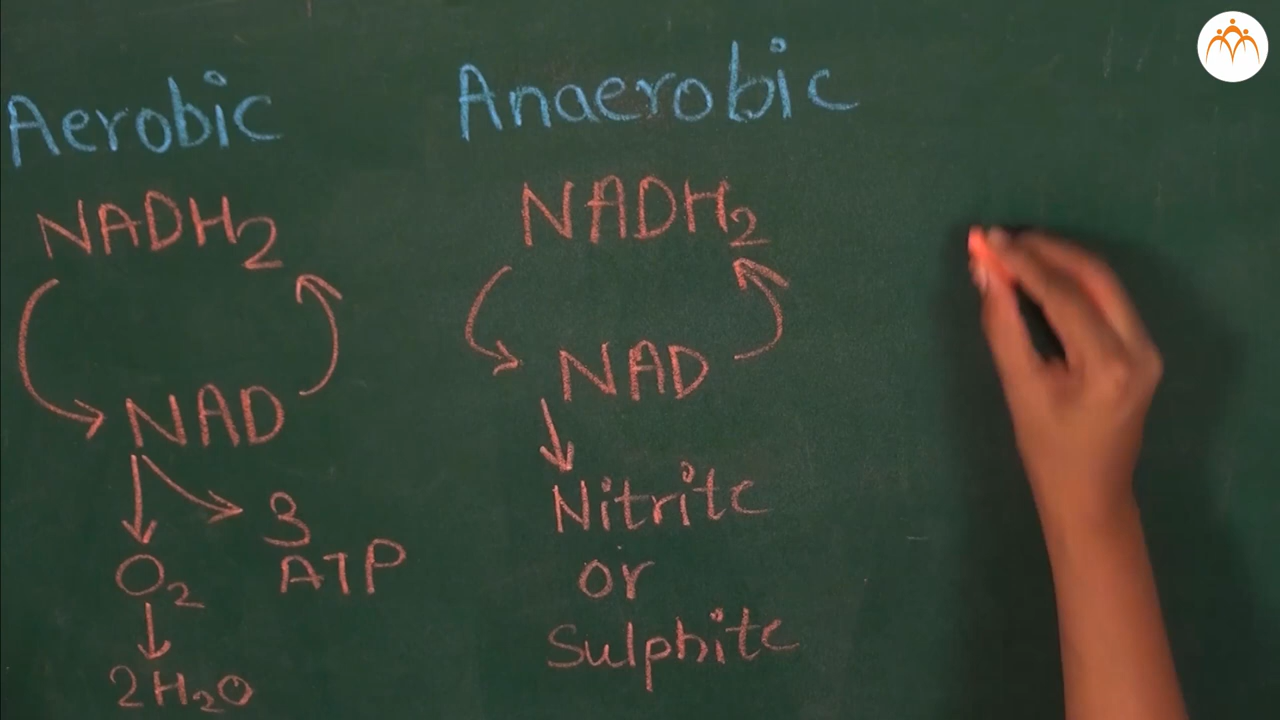 Aerobic
NADH2
NAD
3
ATP
O2
2H2O
Anaerobic
NADH2
NAD
Nitrite
or
Sulphite